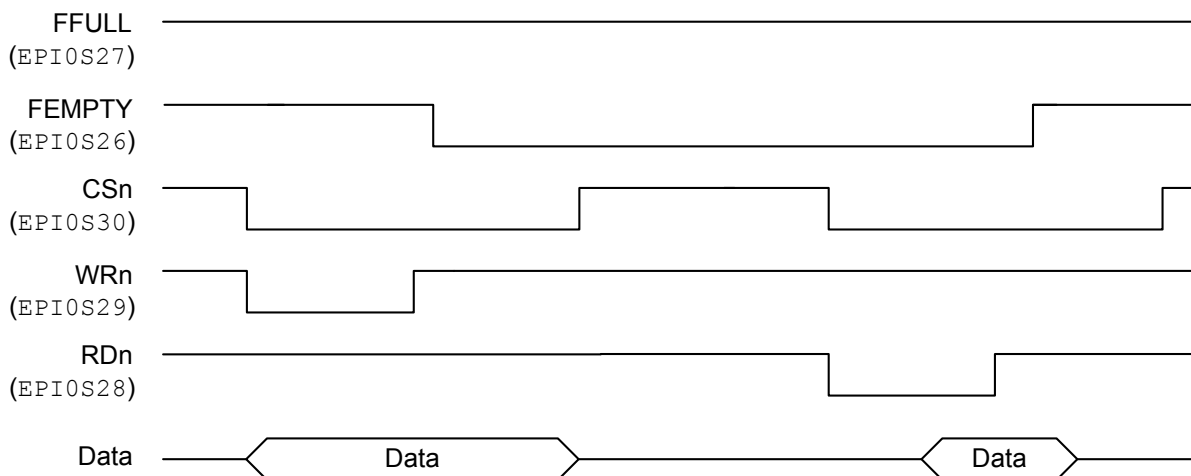 FFULL
(EPI0S27)
FEMPTY
(EPI0S26)
CSn
(EPI0S30)
WRn
(EPI0S29)
RDn
(EPI0S28)
Data Data Data